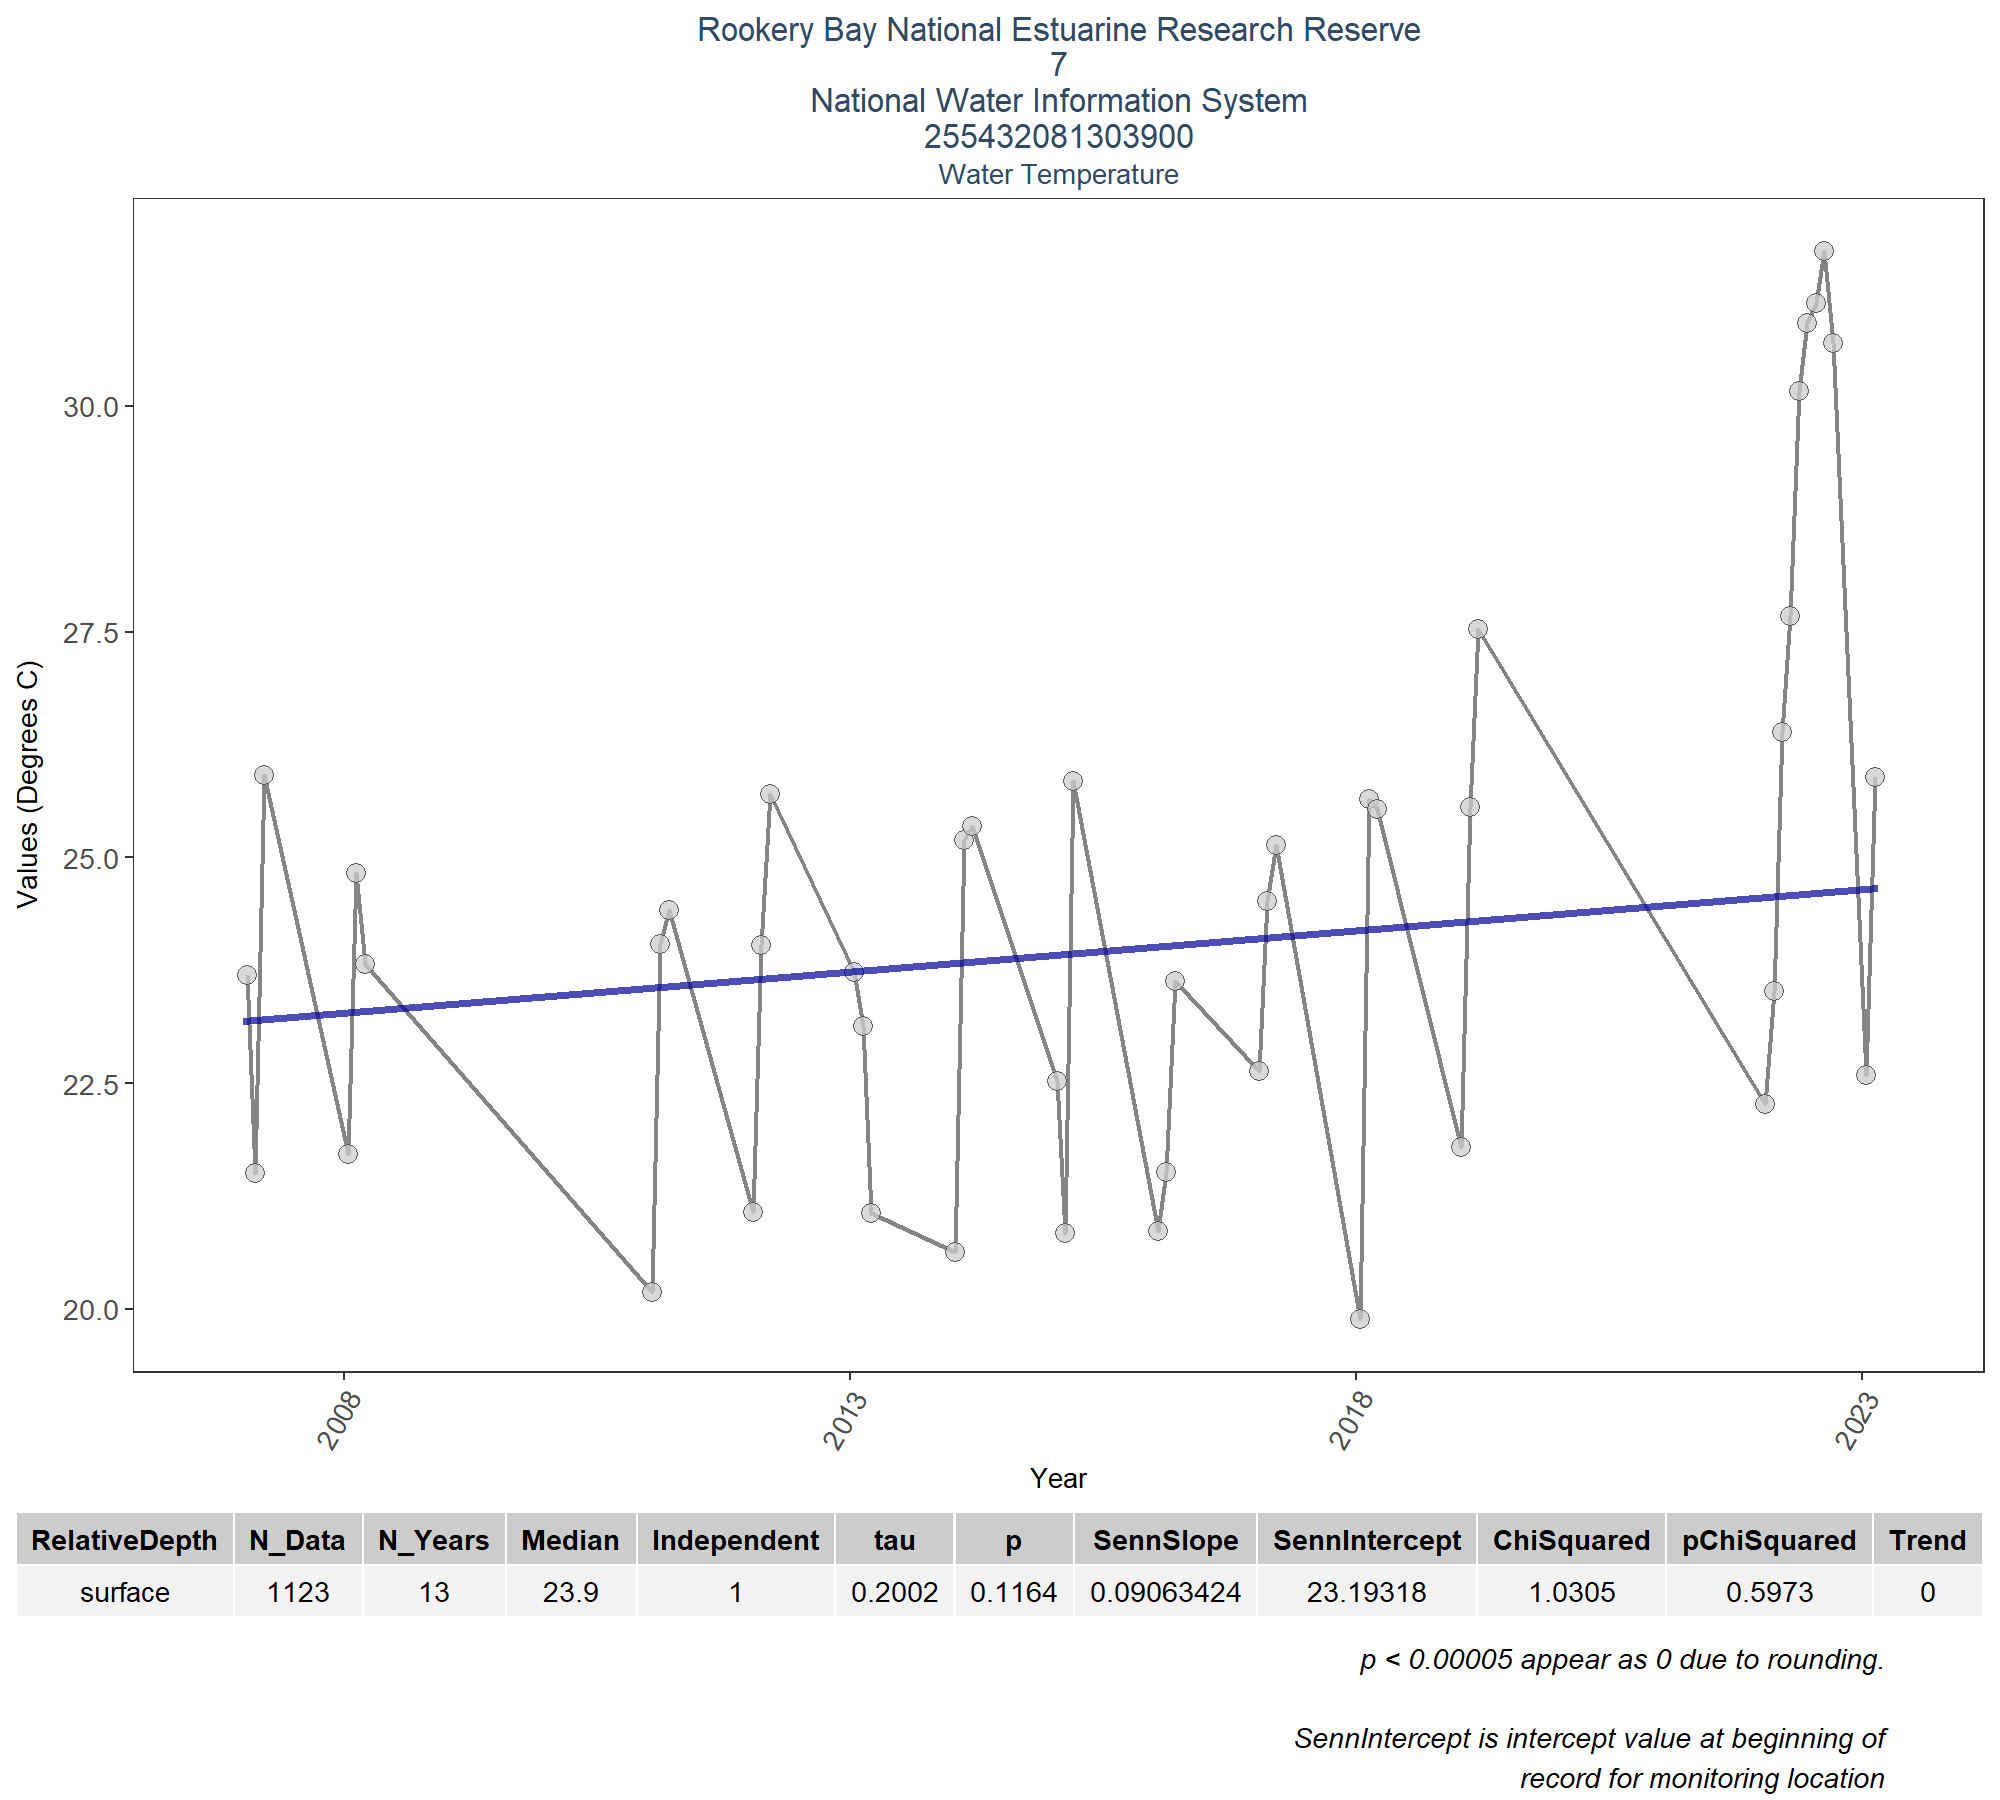 Rookery Bay National Estuarine Research Reserve
7
National Water Information System
255432081303900
Water Temperature
Values (Degrees C)
30.0
27.5
25.0
22.5
20.0
2008
2013
2018
2023
Year
RelativeDepth N_Data N_Years Median Independent tau p SennSlope SennIntercept ChiSquared pChiSquared Trend
surface 1123 13 23.9 1 0.2002 0.1164 0.09063424 23.19318 1.0305 0.5973 0
p < 0.00005 appear as 0 due to rounding.
SennIntercept is intercept value at beginning of
record for monitoring location